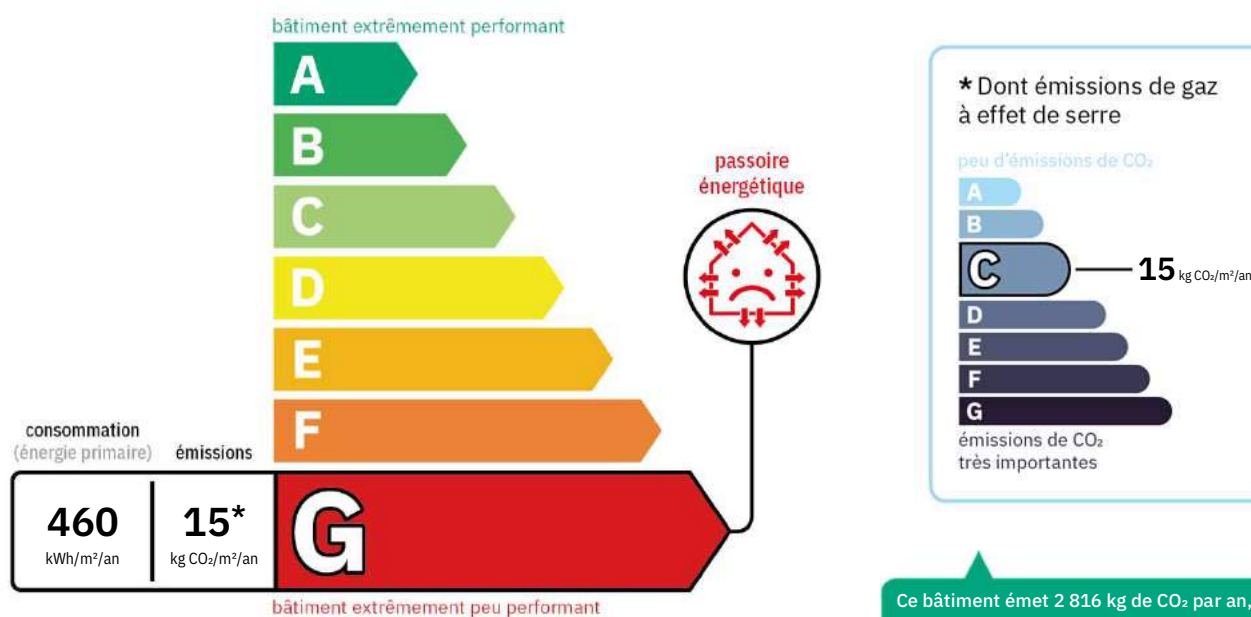 bâtiment extrêmement performant
A
B
C
D
E
F
G
passoire
énergétique
consommation
(énergie primaire)
émissions
460
kWh/m²/an
15*
kg CO₂/m²/an
bâtiment extrêmement peu performant
* Dont émissions de gaz
à effet de serre
peu d'émissions de CO₂
A
B
C
15 kg CO₂/m²/an
D
E
F
G
émissions de CO₂
très importantes
Ce bâtiment émet 2 816 kg de CO₂ par an,